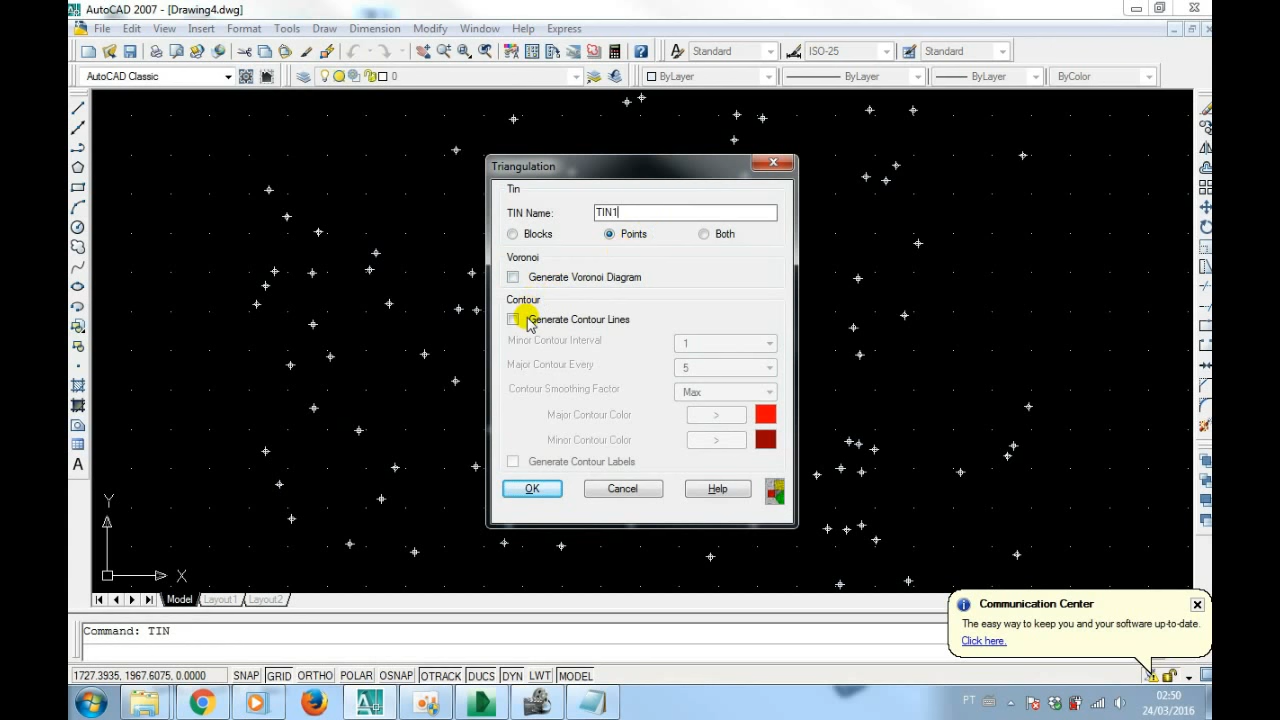 AutoCAD 2007 - [Drawing4.dwg]
File Edit View Insert Format Tools Draw Dimension Modify Window Help Express
Standard ISO-25 Standard
AutoCAD Classic 0 ByLayer ByLayer ByLayer ByColor
Triangulation
Tin
TIN Name: TIN1
Blocks Points Both
Voronoi
Generate Voronoi Diagram
Contour
Generate Contour Lines
Minor Contour Interval 1
Major Contour Every 5
Contour Smoothing Factor Max
Major Contour Color >
Minor Contour Color >
Generate Contour Labels
OK Cancel Help
A
Y
X
Model Layout1 Layout2
Communication Center
The easy way to keep you and your software up-to-date.
Click here.
Command: TIN
1727.3935, 1967.6075, 0.0000 SNAP GRID ORTHO POLAR OSNAP OTRACK DUCS DYN LWT MODEL
PT 02:50
24/03/2016